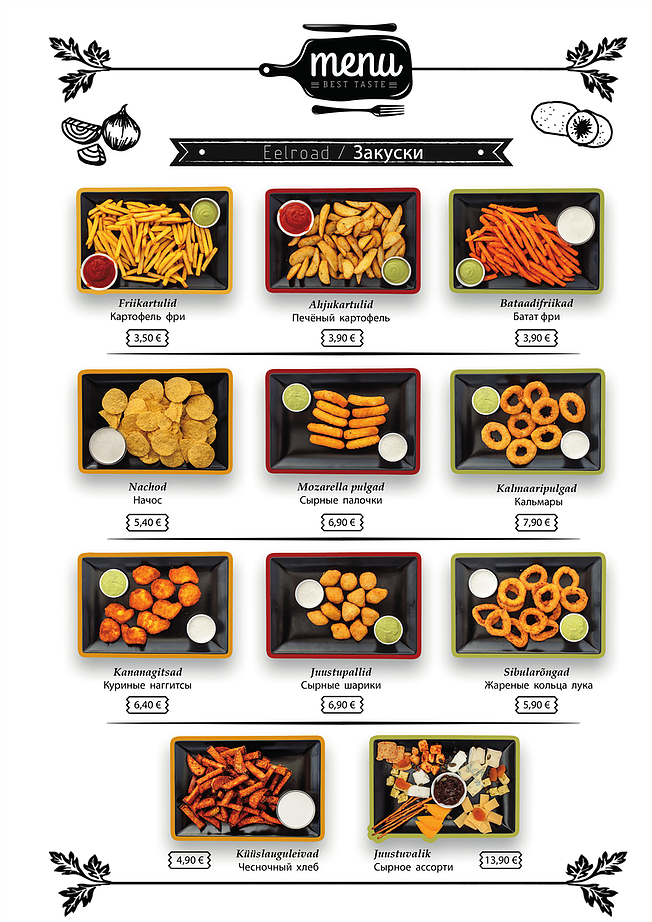 menu
BEST TASTE
Eelroad / Закуски
Friikartulid
Картофель фри
3,50 €
Ahjukartulid
Печёный картофель
3,90 €
Bataadifriikad
Батат фри
3,90 €
Nachod
Начос
5,40 €
Mozarella pulgad
Сырные палочки
6,90 €
Kalmaaripulgad
Кальмары
7,90 €
Kananagitsad
Куриные наггитсы
6,40 €
Juustupallid
Сырные шарики
6,90 €
Sibularõngad
Жареные кольца лука
5,90 €
Küüslauguleivad
Чесночный хлеб
4,90 €
Juustuvalik
Сырное ассорти
13,90 €